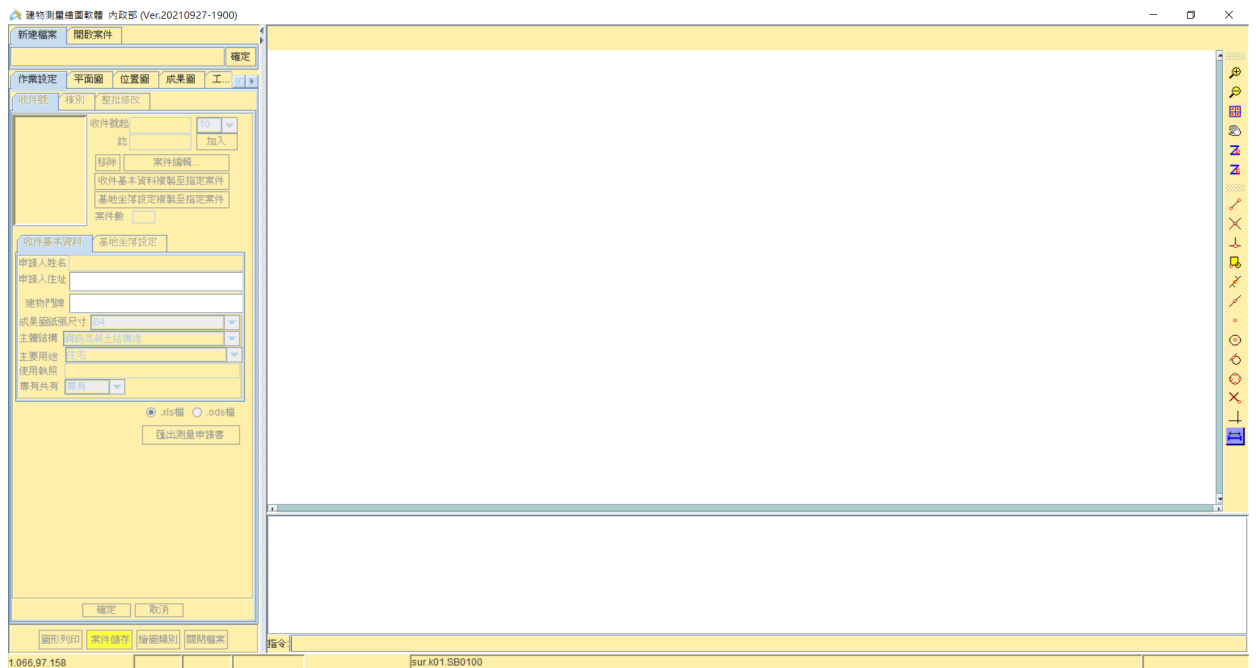 建物測量繪圖軟體 內政部 (Ver.20210927-1900)
新建檔案 開啟案件
確定
作業設定 平面圖 位置圖 成果圖 工...
收件號 棟別 整批修改
收件號起 10
訖 加入
移除 案件編輯...
收件基本資料複製至指定案件
基地坐落設定複製至指定案件
案件數
收件基本資料 基地坐落設定
申請人姓名
申請人住址
建物門牌
成果圖紙張尺寸 B4
主體結構 鋼筋混凝土結構造
主要用途 住宅
使用執照
專有共有 專有
.xls檔 .ods檔
匯出測量申請書
確定 取消
圖形列印 案件儲存 繪圖類別 關閉檔案
指令:
1.066,97.158 sur.k01.SB0100